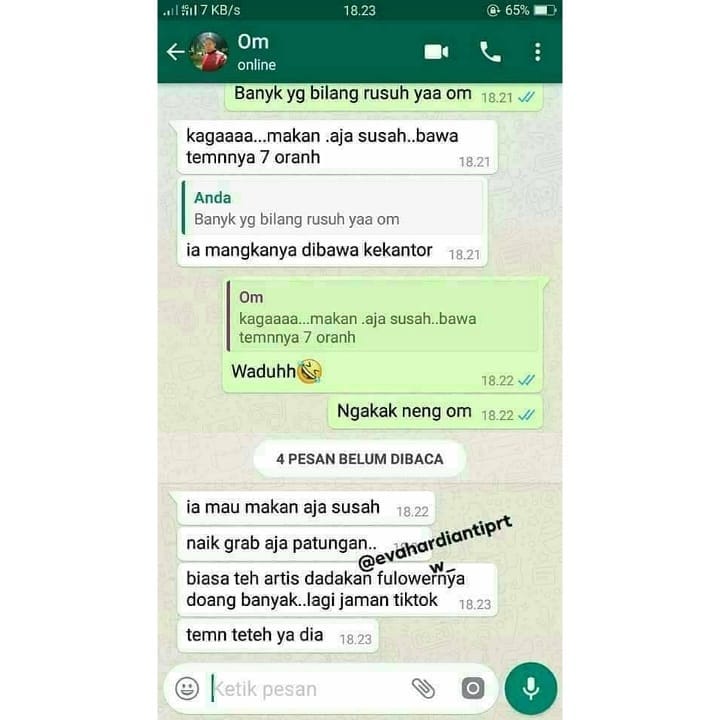 7 KB/s
18.23
65%
Om
online
Banyk yg bilang rusuh yaa om 18.21
kagaaaa...makan .aja susah..bawa
temnnya 7 oranh 18.21
Anda
Banyk yg bilang rusuh yaa om
ia mangkanya dibawa kekantor 18.21
Om
kagaaaa...makan .aja susah..bawa
temnnya 7 oranh
Waduhh🤣 18.22
Ngakak neng om 18.22
4 PESAN BELUM DIBACA
ia mau makan aja susah 18.22
naik grab aja patungan..
@evahardiantiprt
w_
biasa teh artis dadakan fulowernya
doang banyak..lagi jaman tiktok 18.23
temn teteh ya dia 18.23
Ketik pesan